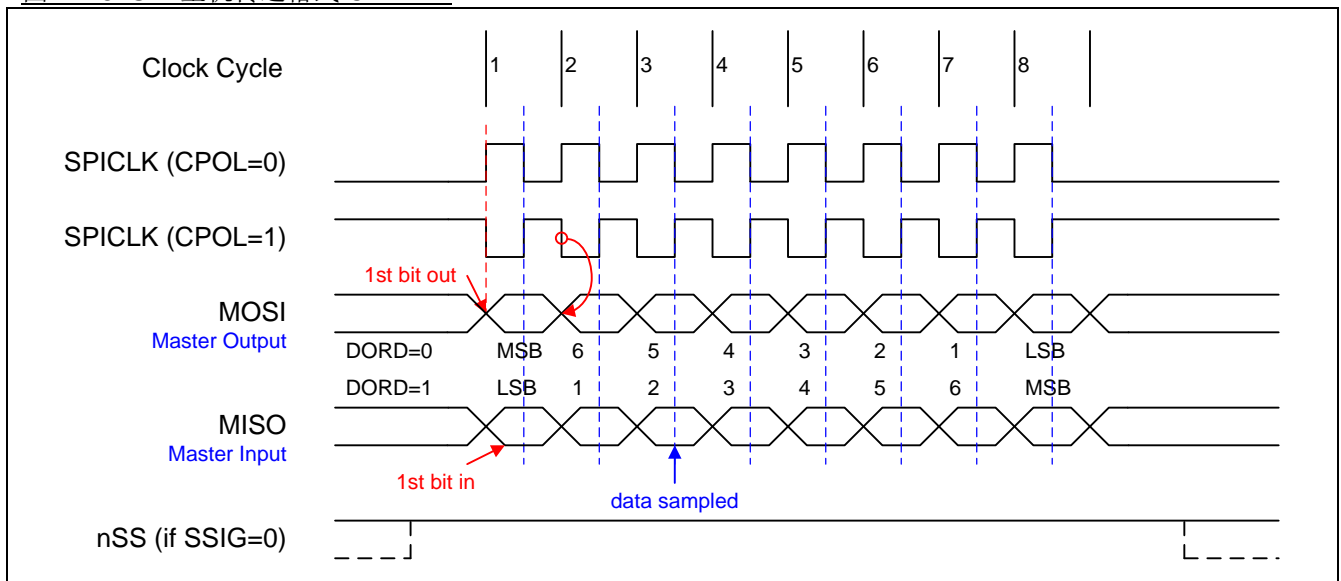 Clock Cycle 1 2 3 4 5 6 7 8
SPICLK (CPOL=0)
SPICLK (CPOL=1)
1st bit out
MOSI
Master Output
DORD=0 MSB 6 5 4 3 2 1 LSB
DORD=1 LSB 1 2 3 4 5 6 MSB
MISO
Master Input
1st bit in
data sampled
nSS (if SSIG=0)